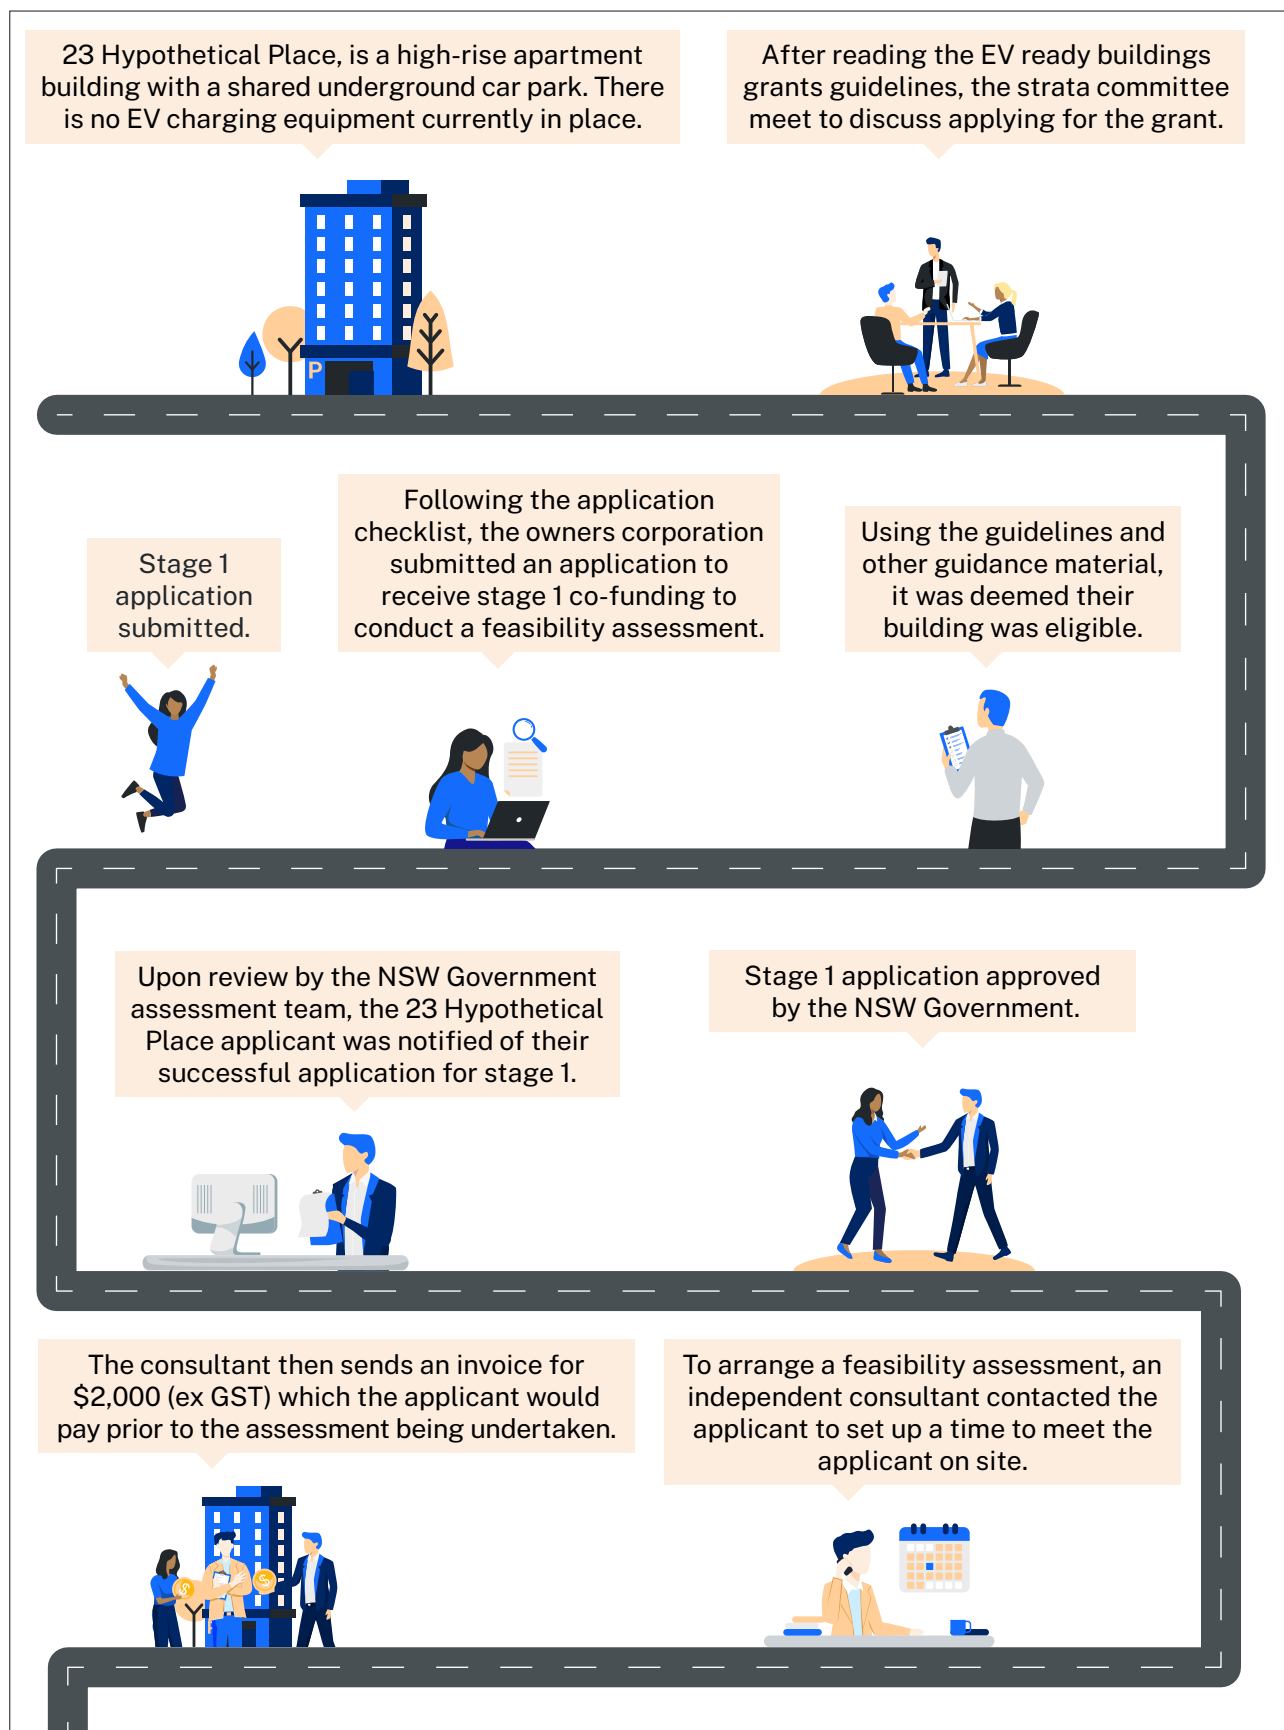 23 Hypothetical Place, is a high-rise apartment
building with a shared underground car park. There
is no EV charging equipment currently in place.
After reading the EV ready buildings
grants guidelines, the strata committee
meet to discuss applying for the grant.
P
Using the guidelines and
other guidance material,
it was deemed their
building was eligible.
Following the application
checklist, the owners corporation
submitted an application to
receive stage 1 co-funding to
conduct a feasibility assessment.
Stage 1
application
submitted.
Upon review by the NSW Government
assessment team, the 23 Hypothetical
Place applicant was notified of their
successful application for stage 1.
Stage 1 application approved
by the NSW Government.
To arrange a feasibility assessment, an
independent consultant contacted the
applicant to set up a time to meet the
applicant on site.
The consultant then sends an invoice for
$2,000 (ex GST) which the applicant would
pay prior to the assessment being undertaken.
$
$